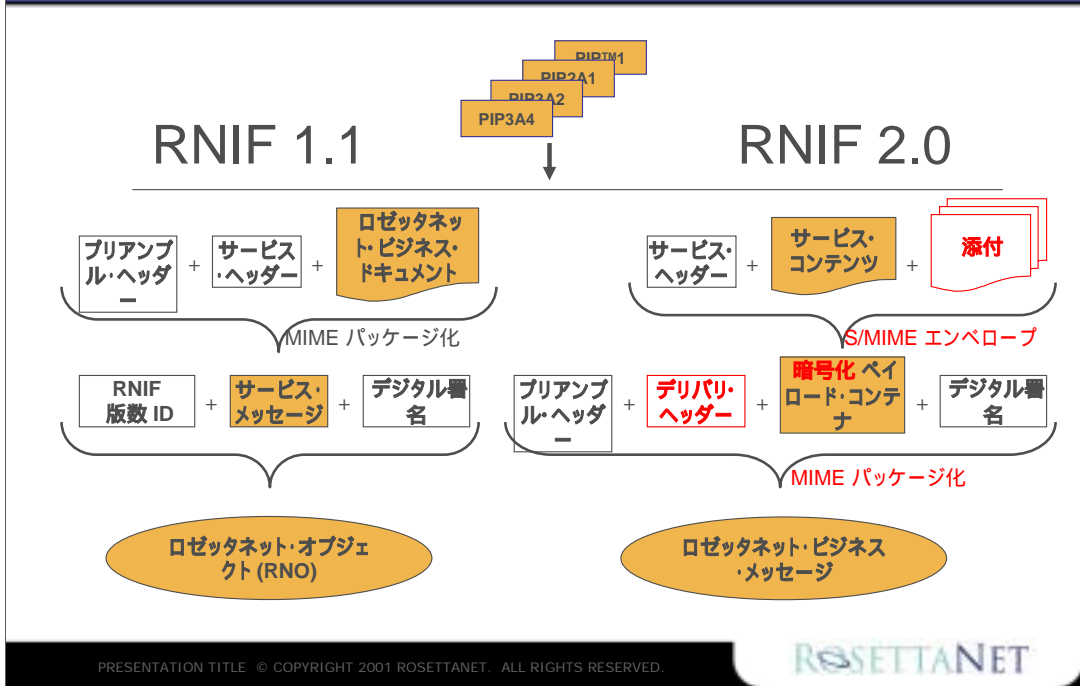 PIP™1
PIP2A1
PIP3A2
PIP3A4
RNIF 1.1
RNIF 2.0
プリアンブ
ル・ヘッダ
ー
+
サービス
・ヘッダー
+
ロゼッタネッ
ト・ビジネス・
ドキュメント
サービス・
ヘッダー
+
サービス・
コンテンツ
+
添付
MIME パッケージ化
S/MIME エンベロープ
RNIF
版数 ID
+
サービス・
メッセージ
+
デジタル署
名
プリアンブ
ル・ヘッダ
ー
+
デリバリ・
ヘッダー
+
暗号化 ペイ
ロード・コンテ
ナ
+
デジタル署
名
MIME パッケージ化
ロゼッタネット・オブジェ
クト (RNO)
ロゼッタネット・ビジネス
・メッセージ
PRESENTATION TITLE © COPYRIGHT 2001 ROSETTANET. ALL RIGHTS RESERVED.
ROSETTANET